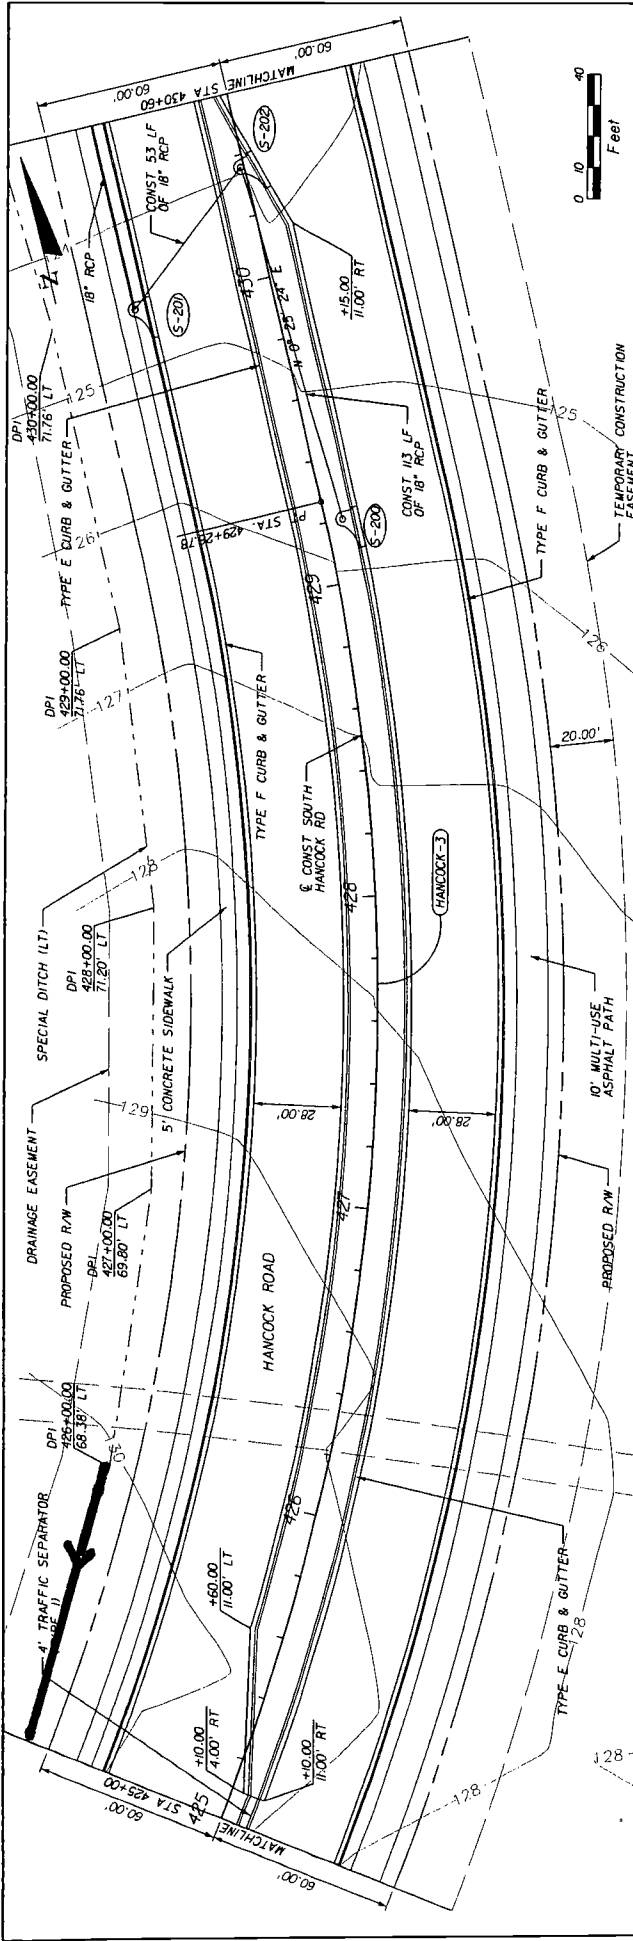 60.00'
60.00'
MATCHLINE STA 430+60
0 10 40
Feet
N
18" RCP
CONST 53 LF
OF 18" RCP
S-202
S-201
430
+15.00
11.00' RT
N 0° 25' 24" E
DPI
430+00.00
71.76' LT
125
125
TYPE E CURB & GUTTER
126
PT STA. 429+26.78
CONST 113 LF
OF 18" RCP
S-200
429
TYPE F CURB & GUTTER
TEMPORARY CONSTRUCTION
EASEMENT
DPI
429+00.00
71.76' LT
127
126
TYPE F CURB & GUTTER
20.00'
℄ CONST SOUTH
HANCOCK RD
HANCOCK-3
428
SPECIAL DITCH (LT)
128
DPI
428+00.00
71.20' LT
5' CONCRETE SIDEWALK
10' MULTI-USE
ASPHALT PATH
DRAINAGE EASEMENT
129
28.00'
28.00'
427
PROPOSED R/W
DPI
427+00.00
69.80' LT
HANCOCK ROAD
PROPOSED R/W
DPI
426+00.00
68.38' LT
130
426
4' TRAFFIC SEPARATOR
+60.00
11.00' LT
TYPE E CURB & GUTTER
128
+10.00
4.00' RT
+10.00
11.00' RT
425
128
128
MATCHLINE STA 425+00
60.00'
60.00'